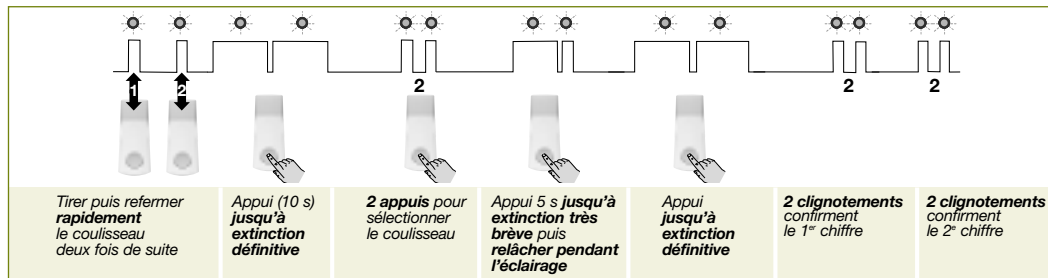 1
2
2
2
2
Tirer puis refermer
rapidement
le coulisseau
deux fois de suite
Appui (10 s)
jusqu'à
extinction
définitive
2 appuis pour
sélectionner
le coulisseau
Appui 5 s jusqu'à
extinction très
brève puis
relâcher pendant
l'éclairage
Appui
jusqu'à
extinction
définitive
2 clignotements
confirment
le 1er chiffre
2 clignotements
confirment
le 2e chiffre